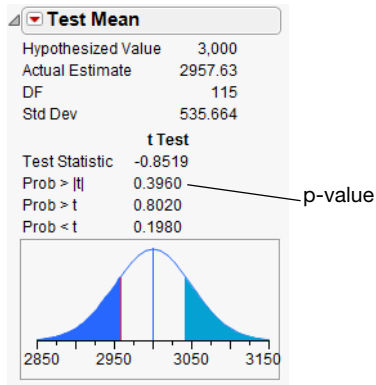 Test Mean
Hypothesized Value 3,000
Actual Estimate 2957.63
DF 115
Std Dev 535.664
t Test
Test Statistic -0.8519
Prob > |t| 0.3960
p-value
Prob > t 0.8020
Prob < t 0.1980
2850 2950 3050 3150